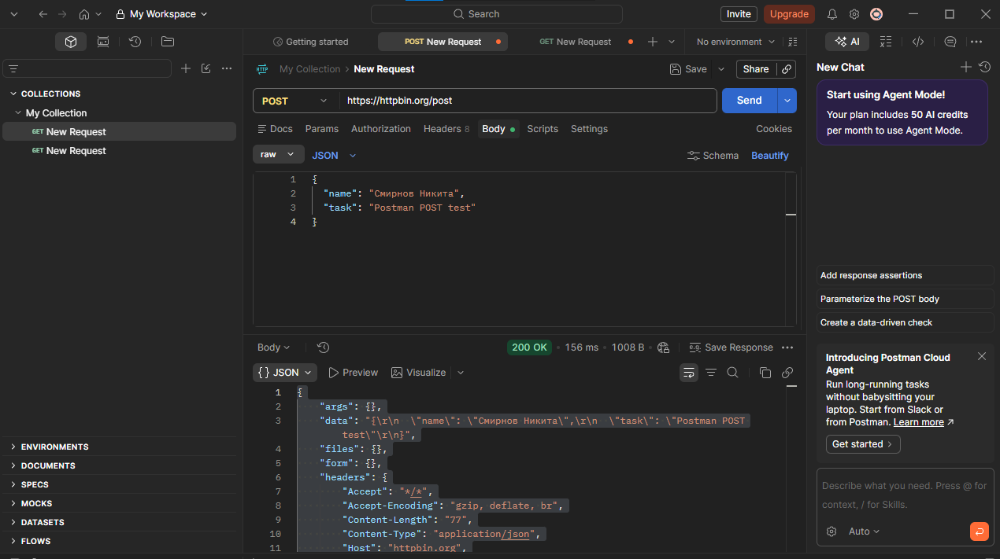 My Workspace
Search
Invite
Upgrade
Getting started
POST New Request
GET New Request
No environment
AI
My Collection > New Request
Save
Share
New Chat
COLLECTIONS
My Collection
GET New Request
GET New Request
POST
https://httpbin.org/post
Send
Docs
Params
Authorization
Headers 8
Body
Scripts
Settings
Cookies
raw
JSON
Schema
Beautify
1 {
2 "name": "Смирнов Никита",
3 "task": "Postman POST test"
4 }
Start using Agent Mode!
Your plan includes 50 AI credits
per month to use Agent Mode.
Add response assertions
Parameterize the POST body
Create a data-driven check
Body
200 OK
156 ms
1008 B
e.g. Save Response
{ } JSON
Preview
Visualize
1 {
2 "args": {},
3 "data": "{\r\n  \"name\": \"Смирнов Никита\",\r\n  \"task\": \"Postman POST
test\"\r\n}",
4 "files": {},
5 "form": {},
6 "headers": {
7 "Accept": "*/*",
8 "Accept-Encoding": "gzip, deflate, br",
9 "Content-Length": "77",
10 "Content-Type": "application/json",
11 "Host": "httpbin.org",
ENVIRONMENTS
DOCUMENTS
SPECS
MOCKS
DATASETS
FLOWS
Introducing Postman Cloud
Agent
Run long-running tasks
without babysitting your
laptop. Start from Slack or
from Postman. Learn more ↗
Get started >
Describe what you need. Press @ for
context, / for Skills.
Auto